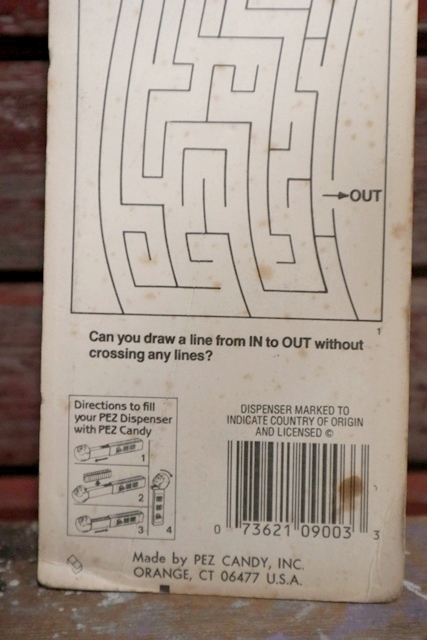 OUT
1
Can you draw a line from IN to OUT without
crossing any lines?
Directions to fill
your PEZ Dispenser
with PEZ Candy
1
2
3
4
DISPENSER MARKED TO
INDICATE COUNTRY OF ORIGIN
AND LICENSED ©
0 73621 09003 3
Made by PEZ CANDY, INC.
ORANGE, CT 06477 U.S.A.